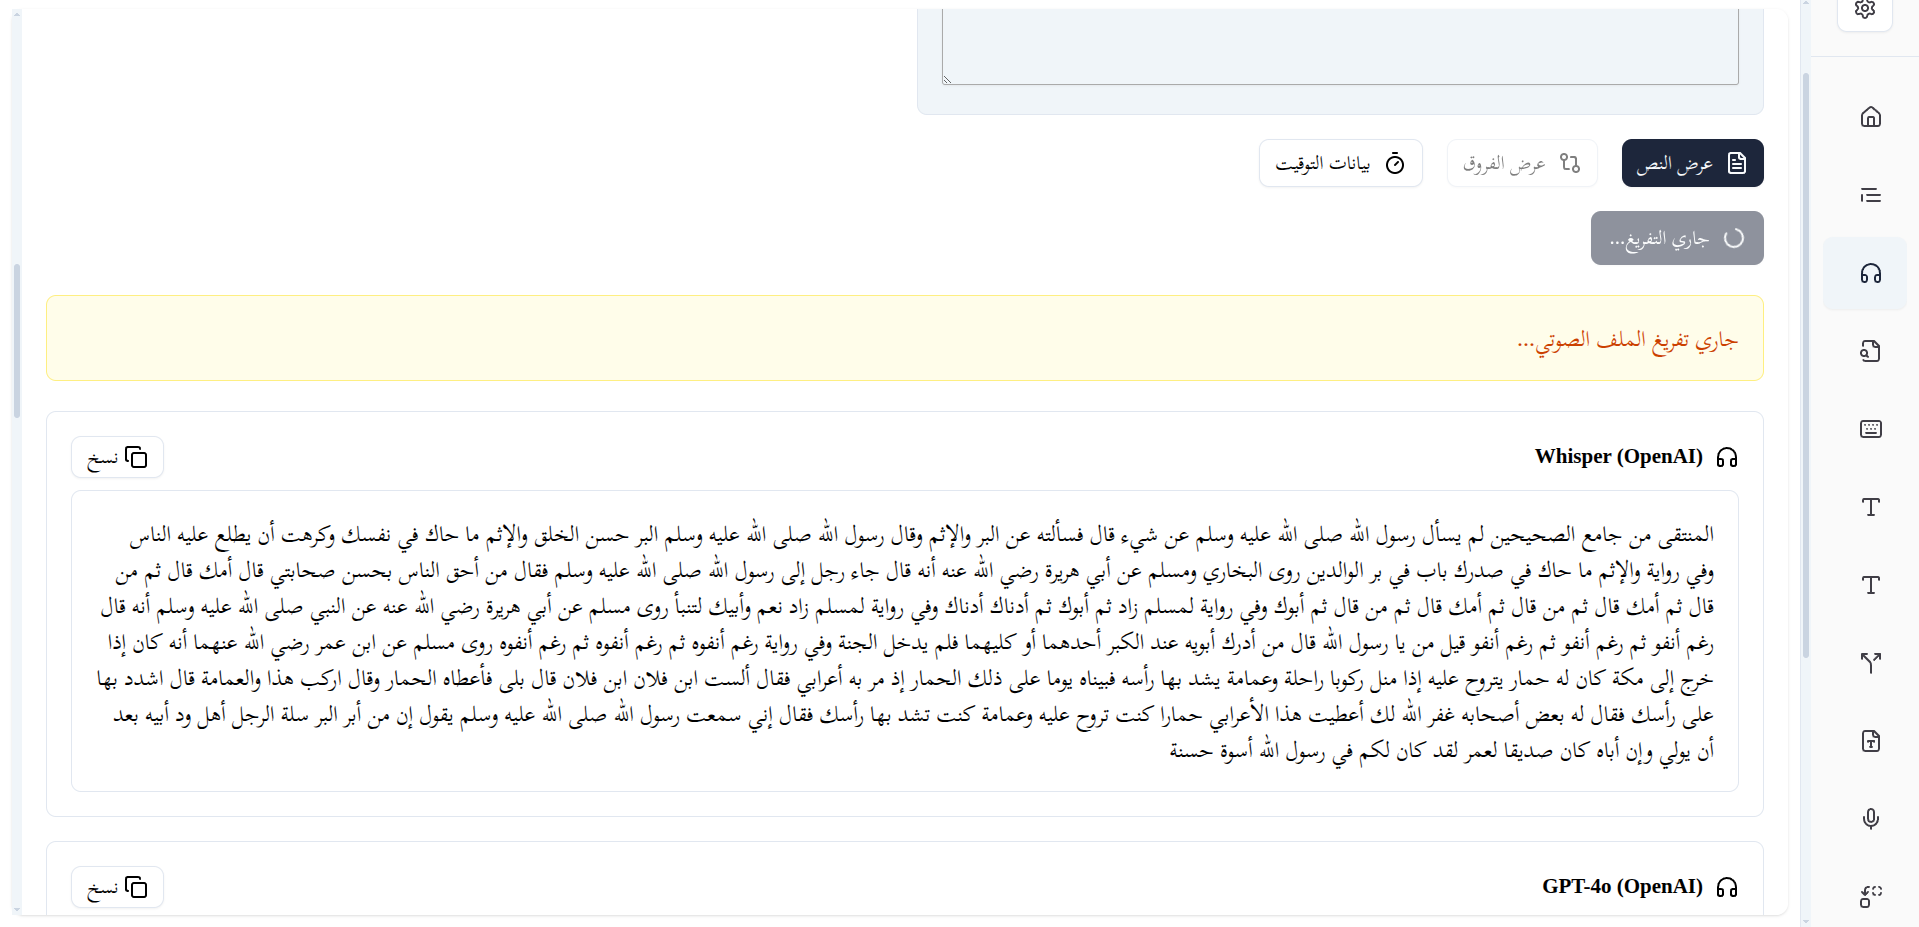 عرض النص
عرض الفروق
بيانات التوقيت
جاري التفريغ...
جاري تفريغ الملف الصوتي...
Whisper (OpenAI)
نسخ
المنتقى من جامع الصحيحين لم يسأل رسول الله صلى الله عليه وسلم عن شيء قال فسألته عن البر والإثم وقال رسول الله صلى الله عليه وسلم البر حسن الخلق والإثم ما حاك في نفسك وكرهت أن يطلع عليه الناس
وفي رواية والإثم ما حاك في صدرك باب في بر الوالدين روى البخاري ومسلم عن أبي هريرة رضي الله عنه أنه قال جاء رجل إلى رسول الله صلى الله عليه وسلم فقال من أحق الناس بحسن صحابتي قال أمك قال ثم من
قال ثم أمك قال ثم من قال ثم أمك قال ثم من قال ثم أبوك وفي رواية لمسلم زاد ثم أبوك ثم أدناك أدناك وفي رواية لمسلم زاد نعم وأبيك لتنبأ روى مسلم عن أبي هريرة رضي الله عنه عن النبي صلى الله عليه وسلم أنه قال
رغم أنفو ثم رغم أنفو ثم رغم أنفو قيل من يا رسول الله قال من أدرك أبويه عند الكبر أحدهما أو كليهما فلم يدخل الجنة وفي رواية رغم أنفوه ثم رغم أنفوه ثم رغم أنفوه روى مسلم عن ابن عمر رضي الله عنهما أنه كان إذا
خرج إلى مكة كان له حمار يتروح عليه إذا منل ركوبا راحلة وعمامة يشد بها رأسه فبيناه يوما على ذلك الحمار إذ مر به أعرابي فقال ألست ابن فلان ابن فلان قال بلى فأعطاه الحمار وقال اركب هذا والعمامة قال اشدد بها
على رأسك فقال له بعض أصحابه غفر الله لك أعطيت هذا الأعرابي حمارا كنت تروح عليه وعمامة كنت تشد بها رأسك فقال إني سمعت رسول الله صلى الله عليه وسلم يقول إن من أبر البر سلة الرجل أهل ود أبيه بعد
أن يولي وإن أباه كان صديقا لعمر لقد كان لكم في رسول الله أسوة حسنة
GPT-4o (OpenAI)
نسخ